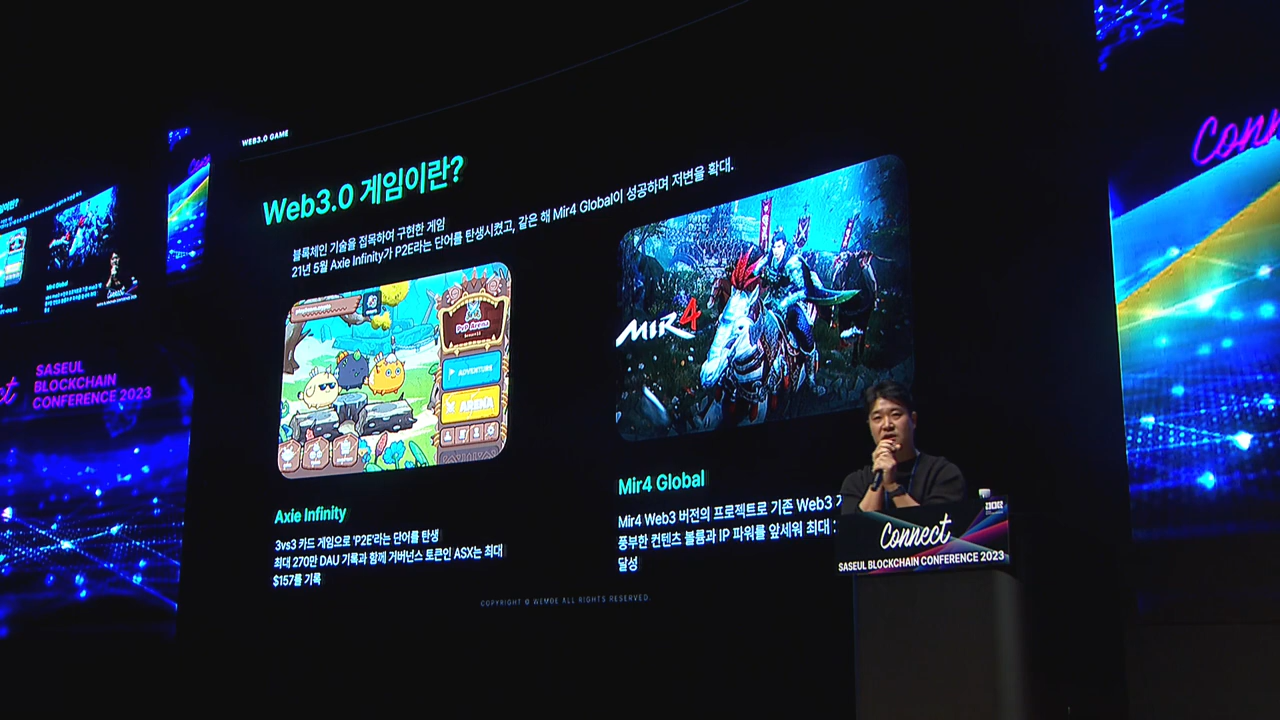 WEB3.0 GAME
Web3.0 게임이란?
블록체인 기술을 접목하여 구현한 게임
21년 5월 Axie Infinity가 P2E라는 단어를 탄생시켰고, 같은 해 Mir4 Global이 성공하며 저변을 확대.
PvP Arena
ADVENTURE
ARENA
MIR4
Axie Infinity
3vs3 카드 게임으로 'P2E'라는 단어를 탄생
최대 270만 DAU 기록과 함께 거버넌스 토큰인 ASX는 최대
$157를 기록
Mir4 Global
Mir4 Web3 버전의 프로젝트로 기존 Web3
풍부한 컨텐츠 볼륨과 IP 파워를 앞세워 최대
달성
COPYRIGHT © WEMADE ALL RIGHTS RESERVED.
Mir4 Global
Connect
ct
SASEUL
BLOCKCHAIN
CONFERENCE 2023
Connect
SASEUL BLOCKCHAIN CONFERENCE 2023
Conn